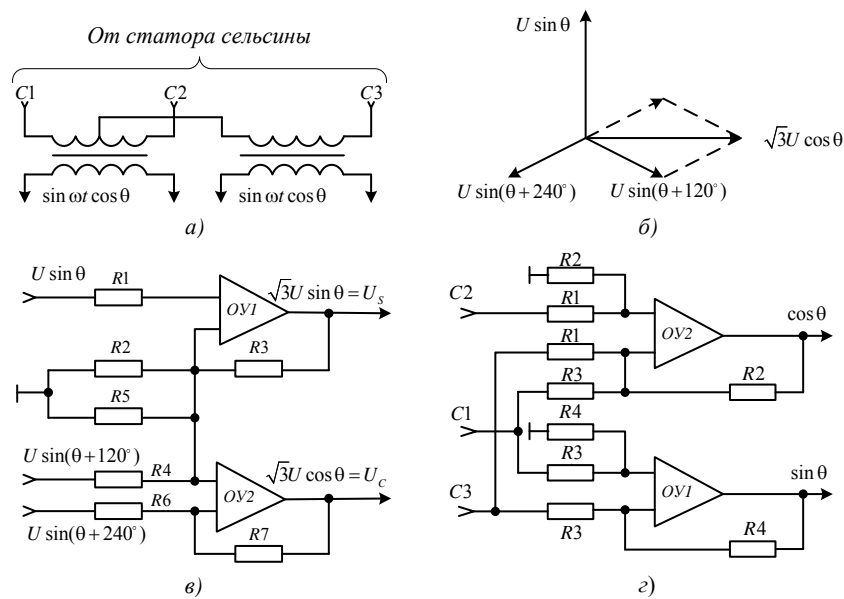 От статора сельсины
C1 C2 C3
sin ωt cos θ sin ωt cos θ
а)
U sin θ
√3U cos θ
U sin(θ+240°) U sin(θ+120°)
б)
U sin θ
R1
ОУ1
√3U sin θ = U_S
R2 R3
R5
U sin(θ+120°)
R4
R6
ОУ2
√3U cos θ = U_C
U sin(θ+240°)
R7
в)
R2
C2
R1
ОУ2
cos θ
R1
R3
R2
C1
R4
R3
ОУ1
sin θ
C3
R3
R4
г)